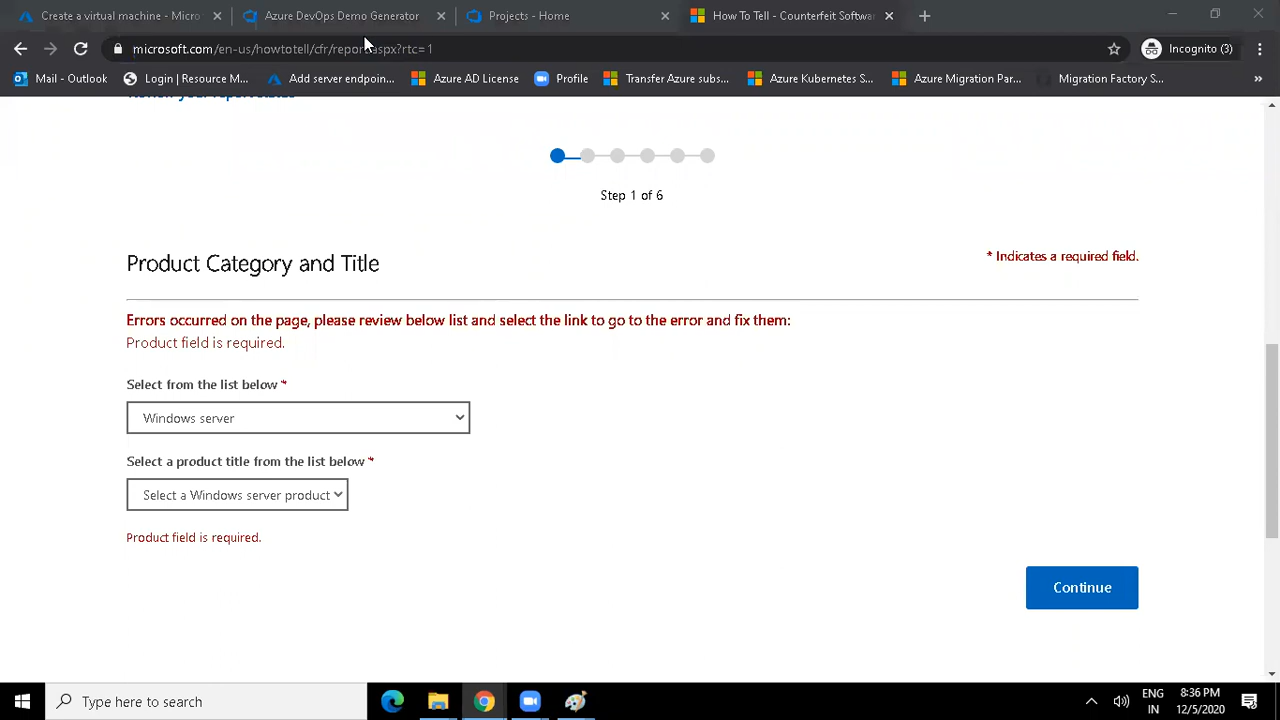 Create a virtual machine - Micro
Azure DevOps Demo Generator
Projects - Home
How To Tell - Counterfeit Softwar
microsoft.com/en-us/howtotell/cfr/report.aspx?rtc=1
Incognito (3)
Mail - Outlook
Login | Resource M...
Add server endpoin...
Azure AD License
Profile
Transfer Azure subs...
Azure Kubernetes S...
Azure Migration Par...
Migration Factory S...
Review your report status
Step 1 of 6
Product Category and Title
* Indicates a required field.
Errors occurred on the page, please review below list and select the link to go to the error and fix them:
Product field is required.
Select from the list below *
Windows server
Select a product title from the list below *
Select a Windows server product
Product field is required.
Continue
Type here to search
ENG
IN
8:36 PM
12/5/2020